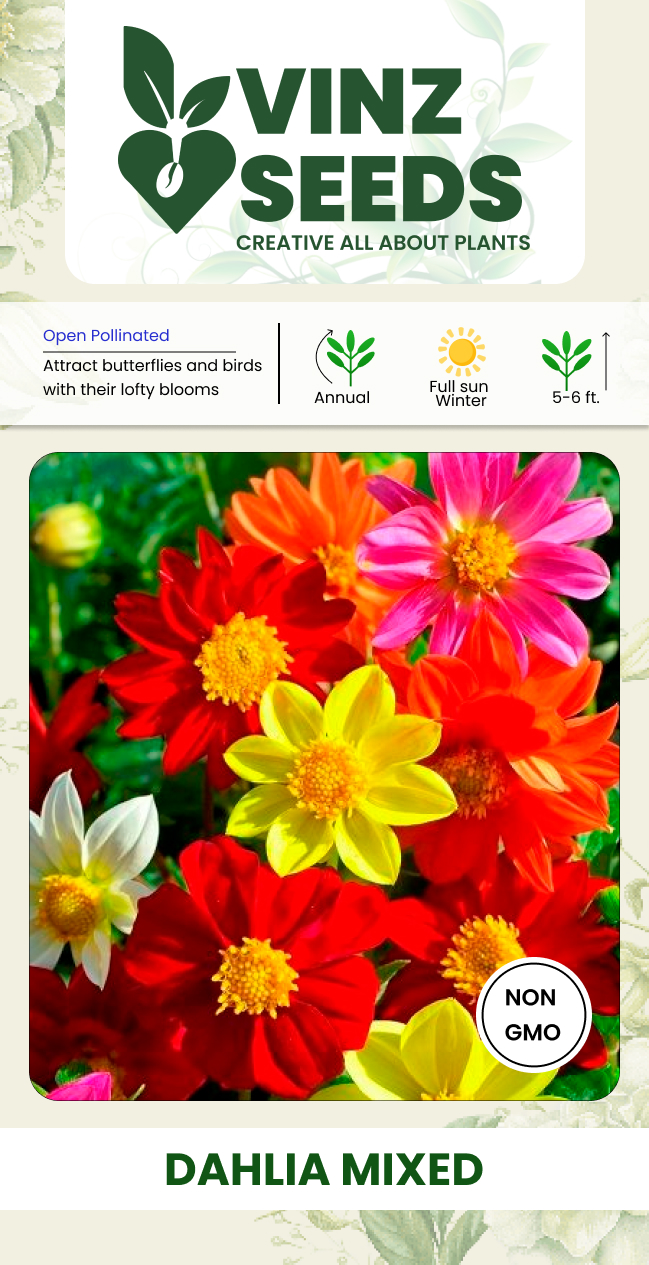 VINZ
SEEDS
CREATIVE ALL ABOUT PLANTS
Open Pollinated
Attract butterflies and birds
with their lofty blooms
Annual
Full sun
Winter
5-6 ft.
NON
GMO
DAHLIA MIXED